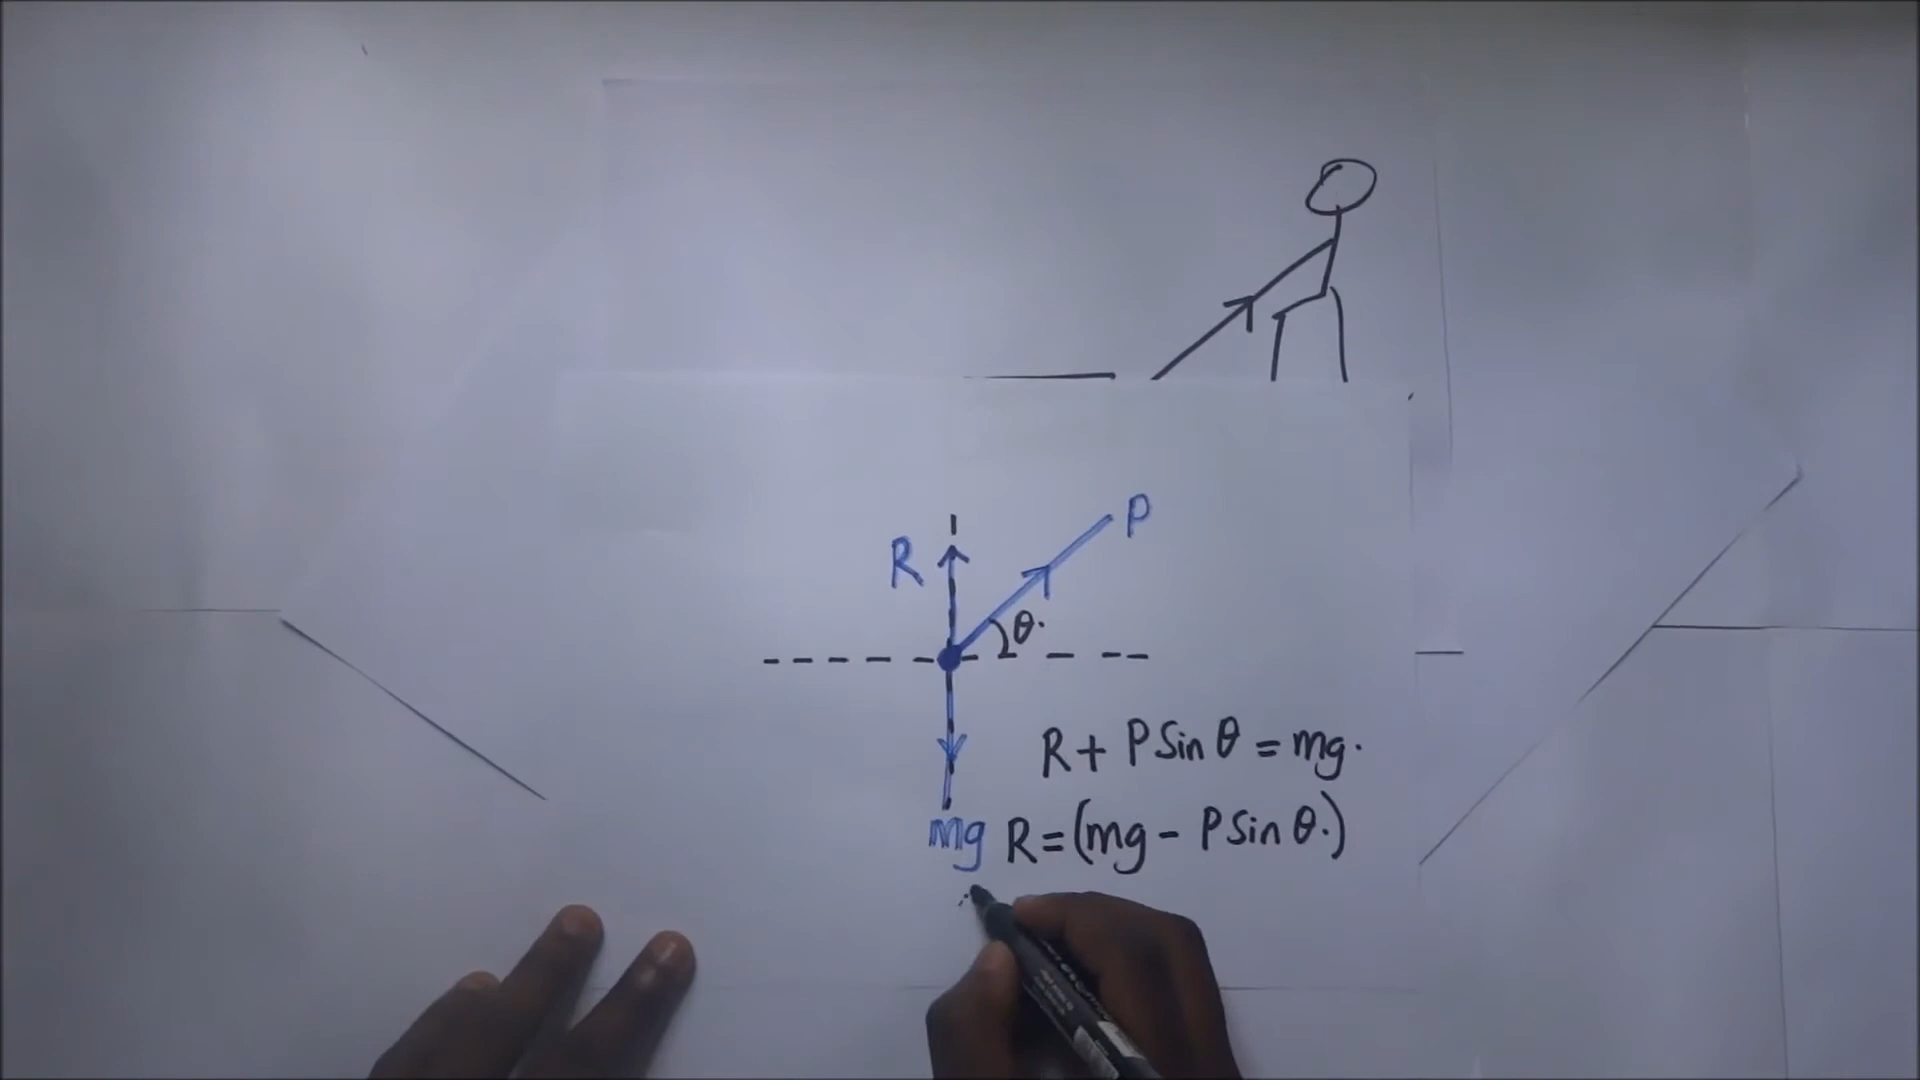 P
R
θ.
R + P Sin θ = mg.
mg
R = (mg - P Sin θ.)